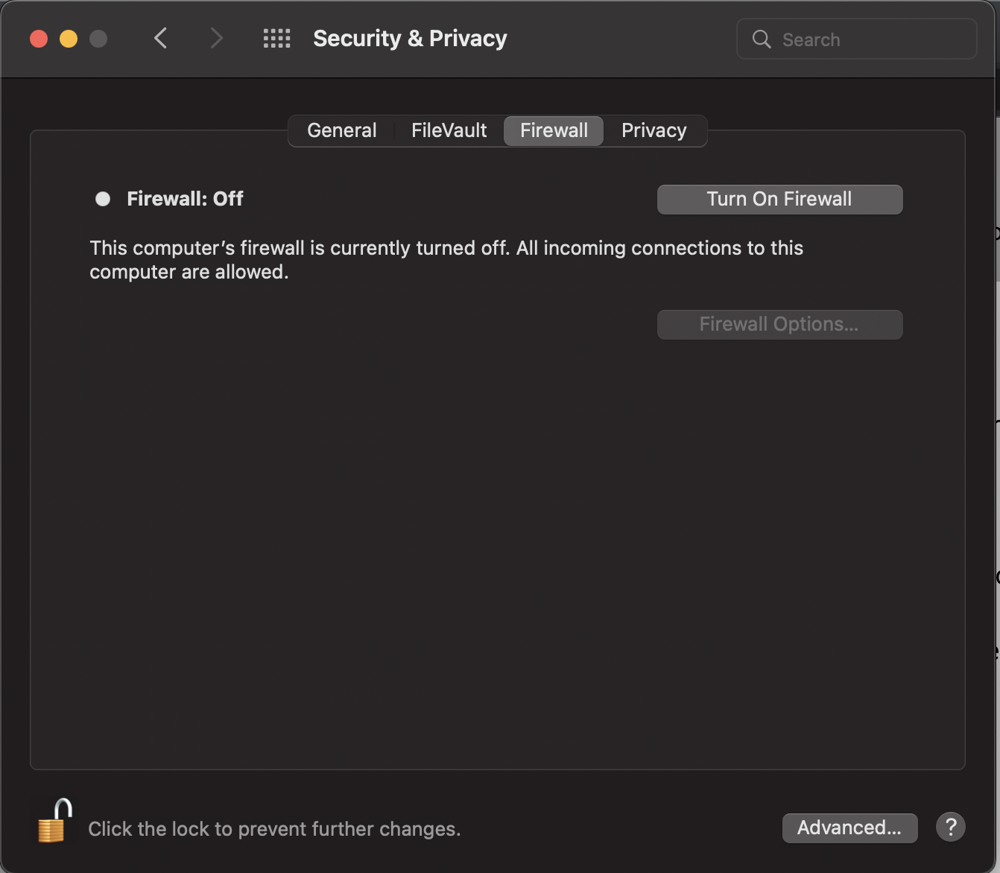 Security & Privacy
Search
General
FileVault
Firewall
Privacy
Firewall: Off
Turn On Firewall
This computer’s firewall is currently turned off. All incoming connections to this
computer are allowed.
Firewall Options...
Click the lock to prevent further changes.
Advanced...
?